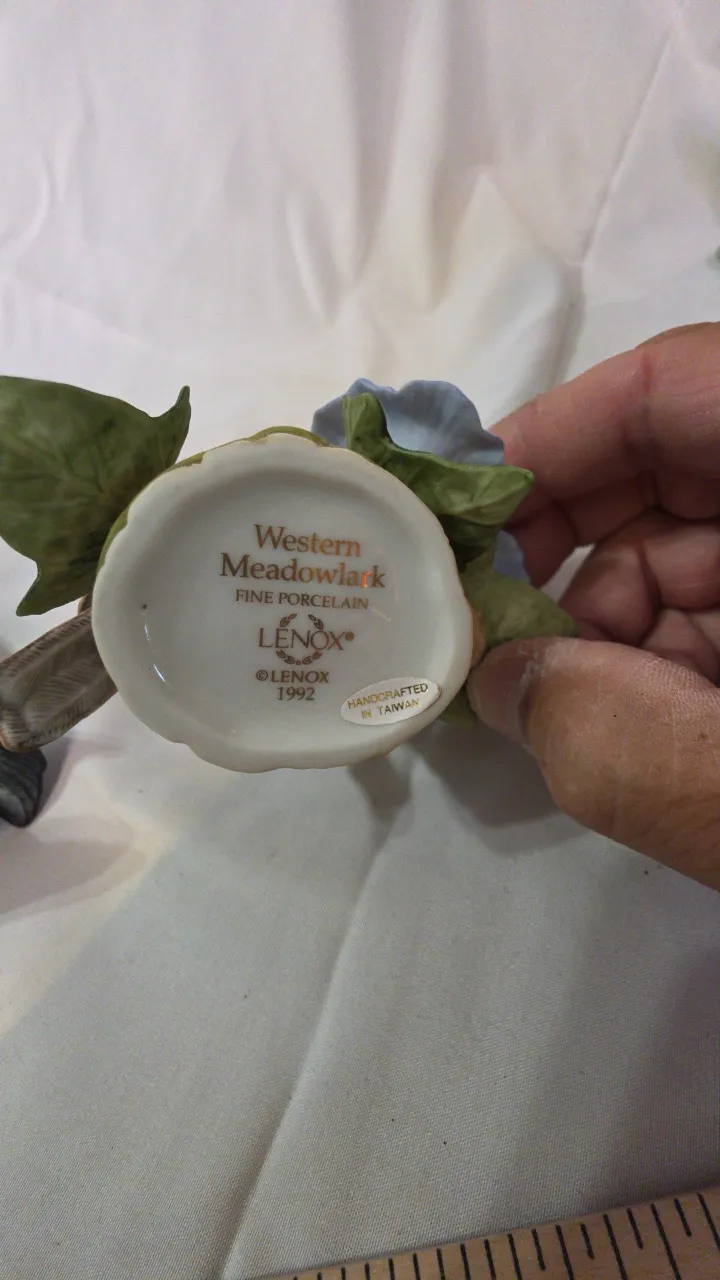 Western
Meadowlark
FINE PORCELAIN
LENOX®
© LENOX
1992
HANDCRAFTED
IN TAIWAN